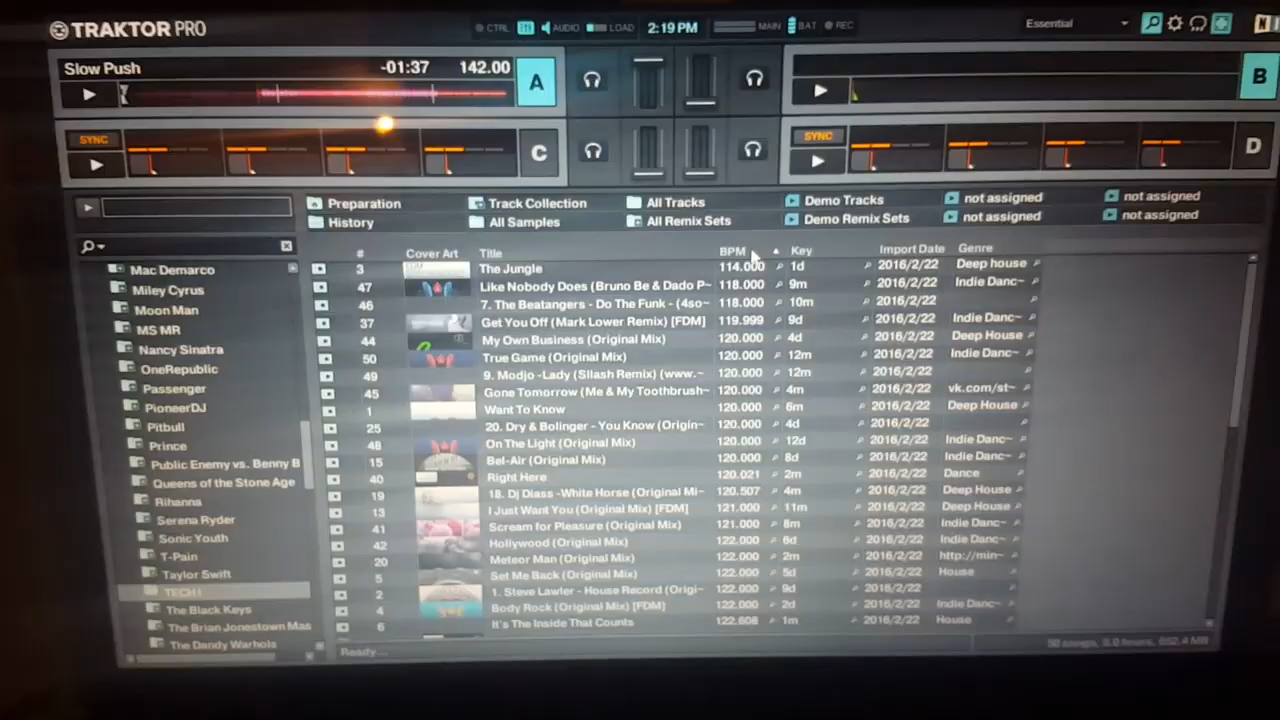 TRAKTOR PRO
CTRL AUDIO LOAD 2:19 PM MAIN BAT REC Essential
Slow Push -01:37 142.00 A B
SYNC C SYNC D
Preparation Track Collection All Tracks Demo Tracks not assigned not assigned
History All Samples All Remix Sets Demo Remix Sets not assigned not assigned
# Cover Art Title BPM Key Import Date Genre
3 The Jungle 114.000 1d 2016/2/22 Deep house
47 Like Nobody Does (Bruno Be & Dado P~ 118.000 9m 2016/2/22 Indie Danc~
46 7. The Beatangers - Do The Funk - (4so~ 118.000 10m 2016/2/22
37 Get You Off (Mark Lower Remix) [FDM] 119.999 9d 2016/2/22 Indie Danc~
44 My Own Business (Original Mix) 120.000 4d 2016/2/22 Deep House
50 True Game (Original Mix) 120.000 12m 2016/2/22 Indie Danc~
49 9. Modjo -Lady (Sllash Remix) (www.~ 120.000 12m 2016/2/22
45 Gone Tomorrow (Me & My Toothbrush~ 120.000 4m 2016/2/22 vk.com/st~
1 Want To Know 120.000 6m 2016/2/22 Deep House
25 20. Dry & Bolinger - You Know (Origin~ 120.000 4d 2016/2/22
48 On The Light (Original Mix) 120.000 12d 2016/2/22 Indie Danc~
15 Bel-Air (Original Mix) 120.000 8d 2016/2/22 Indie Danc~
40 Right Here 120.021 2m 2016/2/22 Dance
19 18. Dj Diass -White Horse (Original Mi~ 120.507 4m 2016/2/22 Deep House
13 I Just Want You (Original Mix) [FDM] 121.000 11m 2016/2/22 Deep House
41 Scream for Pleasure (Original Mix) 121.000 8m 2016/2/22 Indie Danc~
42 Hollywood (Original Mix) 122.000 6d 2016/2/22 Indie Danc~
20 Meteor Man (Original Mix) 122.000 2m 2016/2/22 http://min~
5 Set Me Back (Original Mix) 122.000 5d 2016/2/22 House
2 1. Steve Lawler - House Record (Origi~ 122.000 9d 2016/2/22
4 Body Rock (Original Mix) [FDM] 122.000 2d 2016/2/22 Indie Danc~
6 It's The Inside That Counts 122.608 1m 2016/2/22 House
Mac Demarco
Miley Cyrus
Moon Man
MS MR
Nancy Sinatra
OneRepublic
Passenger
PioneerDJ
Pitbull
Prince
Public Enemy vs. Benny B
Queens of the Stone Age
Rihanna
Serena Ryder
Sonic Youth
T-Pain
Taylor Swift
TECH!
The Black Keys
The Brian Jonestown Mas
The Dandy Warhols
Ready...
50 songs, 0.0 hours, 652.4 MB